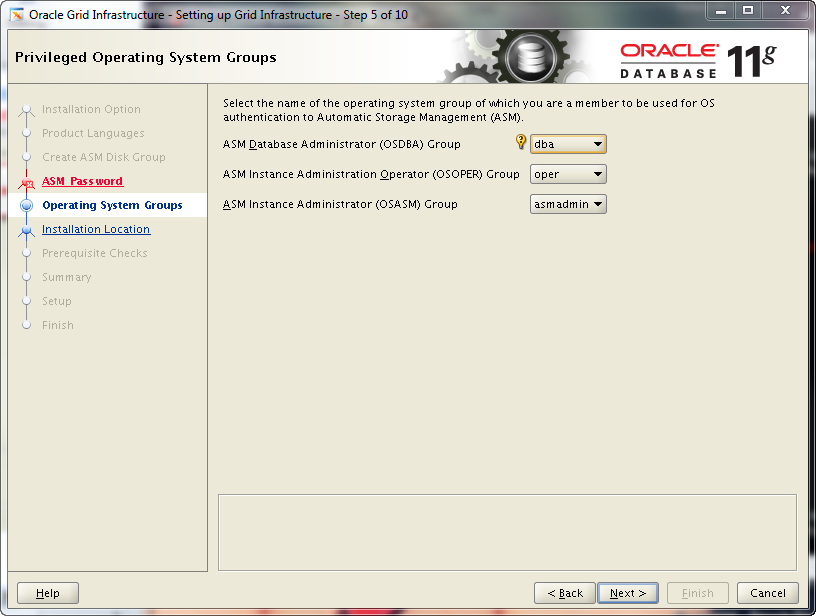 Oracle Grid Infrastructure - Setting up Grid Infrastructure - Step 5 of 10
Privileged Operating System Groups
ORACLE
DATABASE 11g
Installation Option
Product Languages
Create ASM Disk Group
ASM Password
Operating System Groups
Installation Location
Prerequisite Checks
Summary
Setup
Finish
Select the name of the operating system group of which you are a member to be used for OS
authentication to Automatic Storage Management (ASM).
ASM Database Administrator (OSDBA) Group dba
ASM Instance Administration Operator (OSOPER) Group oper
ASM Instance Administrator (OSASM) Group asmadmin
Help < Back Next > Finish Cancel